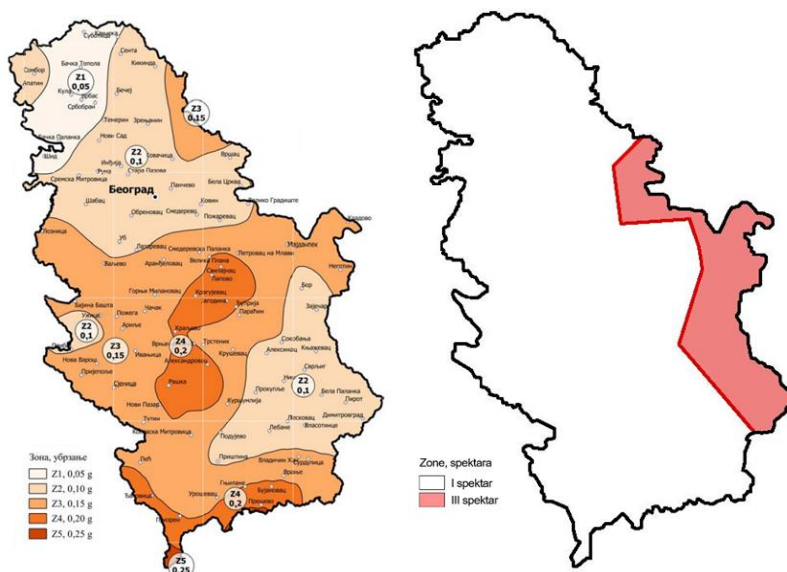 Суботица
Кањижа
Сента
Кикинда
Сомбор
Апатин
Бачка Топола
Z1
0,05
Кула
Врбас
Србобран
Бечеј
Темерин
Зрењанин
Z3
0,15
Бачка Паланка
Нови Сад
Шид
Z2
0,1
Ковачица
Вршац
Инђија
Рума
Стара Пазова
Сремска Митровица
Панчево
Бела Црква
Београд
Шабац
Ковин
Велико Градиште
Обреновац
Смедерево
Пожаревац
Кладово
Лозница
Уб
Лазаревац
Смедеревска Паланка
Мајданпек
Ваљево
Аранђеловац
Велика Плана
Петровац на Млави
Свилајнац
Лапово
Неготин
Бор
Горњи Милановац
Крагујевац
Јагодина
Ћуприја
Зајечар
Бајина Башта
Ужице
Пожега
Чачак
Параћин
Z2
0,1
Ариље
Краљево
Z4
0,2
Z3
0,15
Ивањица
Трстеник
Сокобања
Нова Варош
Александровац
Крушевац
Алексинац
Књажевац
Пријепоље
Сврљиг
Сјеница
Рашка
Прокупље
Z2
0,1
Бела Паланка
Пирот
Нови Пазар
Куршумлија
Тутин
Лесковац
Димитровград
Лебане
Власотинце
Косовска Митровица
Подујево
Пећ
Приштина
Владичин Хан
Сурдулица
Врање
Гњилане
Бујановац
Ђаковица
Урошевац
Z4
0,2
Прешево
Призрен
Z5
0,25
Зона, убрзање
Z1, 0,05 g
Z2, 0,10 g
Z3, 0,15 g
Z4, 0,20 g
Z5, 0,25 g
Zone, spektara
I spektar
III spektar